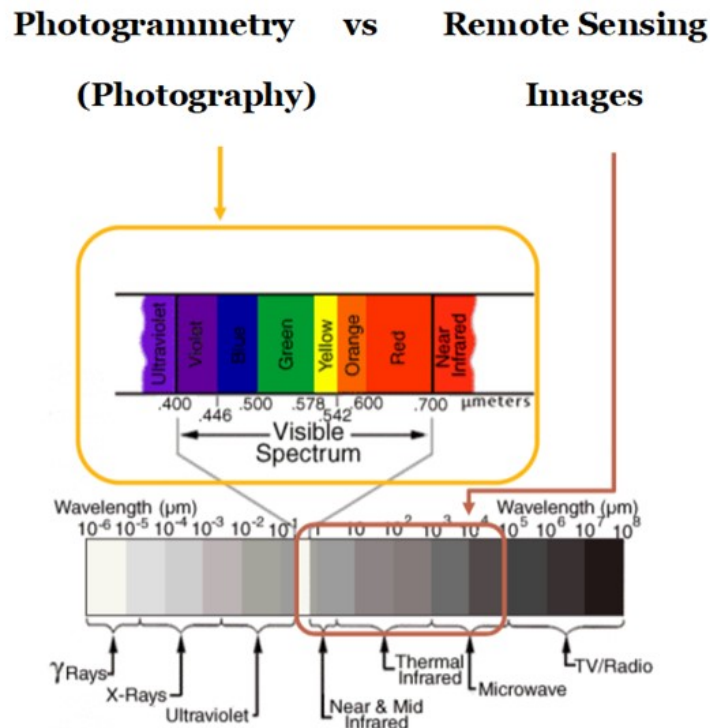 Photogrammetry vs Remote Sensing
(Photography) Images
Ultraviolet
Violet
Blue
Green
Yellow
Orange
Red
Near
Infrared
.400 .446 .500 .578 .542 .600 .700 μmeters
Visible
Spectrum
Wavelength (μm) Wavelength (μm)
10-6 10-5 10-4 10-3 10-2 10-1 1 10 10² 10³ 10⁴ 10⁵ 10⁶ 10⁷ 10⁸
γ Rays
X-Rays
Ultraviolet
Near & Mid
Infrared
Thermal
Infrared
Microwave
TV/Radio